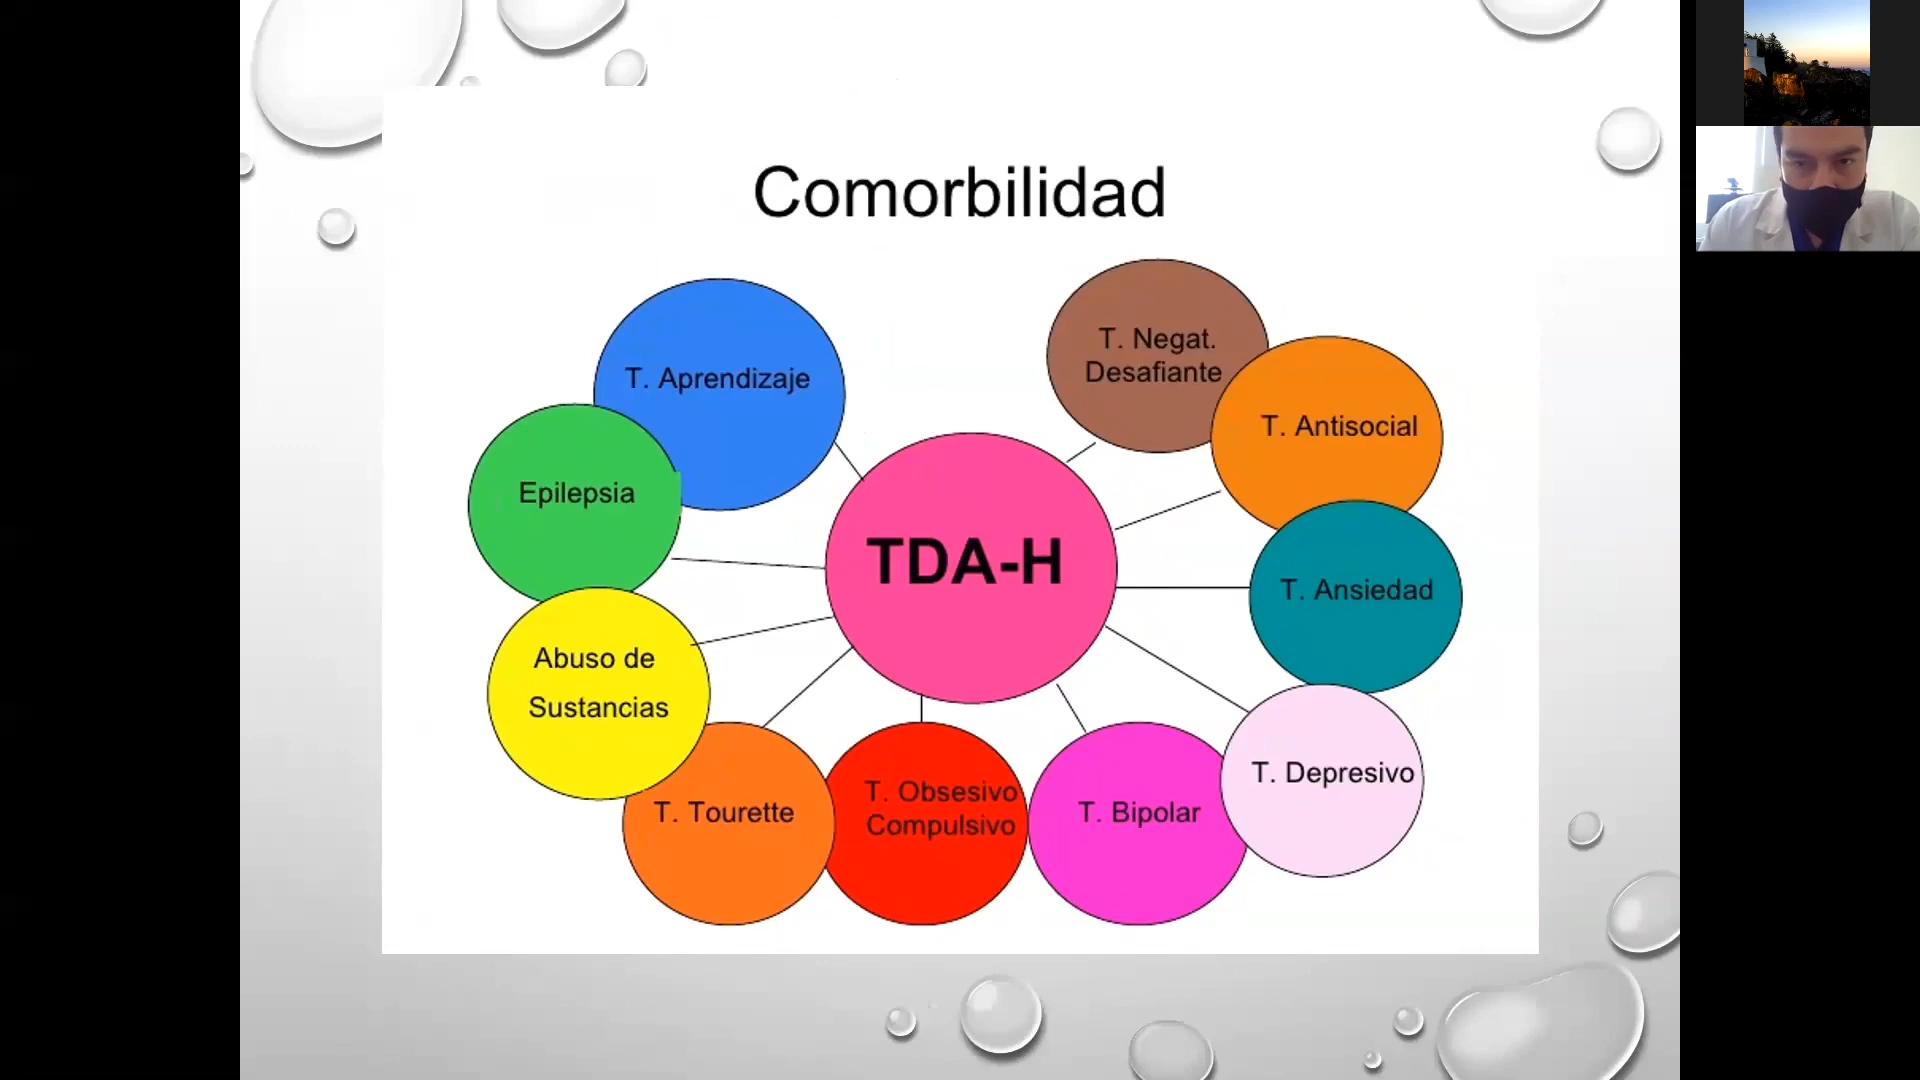 Comorbilidad
T. Aprendizaje
T. Negat.
Desafiante
T. Antisocial
Epilepsia
TDA-H
T. Ansiedad
Abuso de
Sustancias
T. Depresivo
T. Tourette
T. Obsesivo
Compulsivo
T. Bipolar